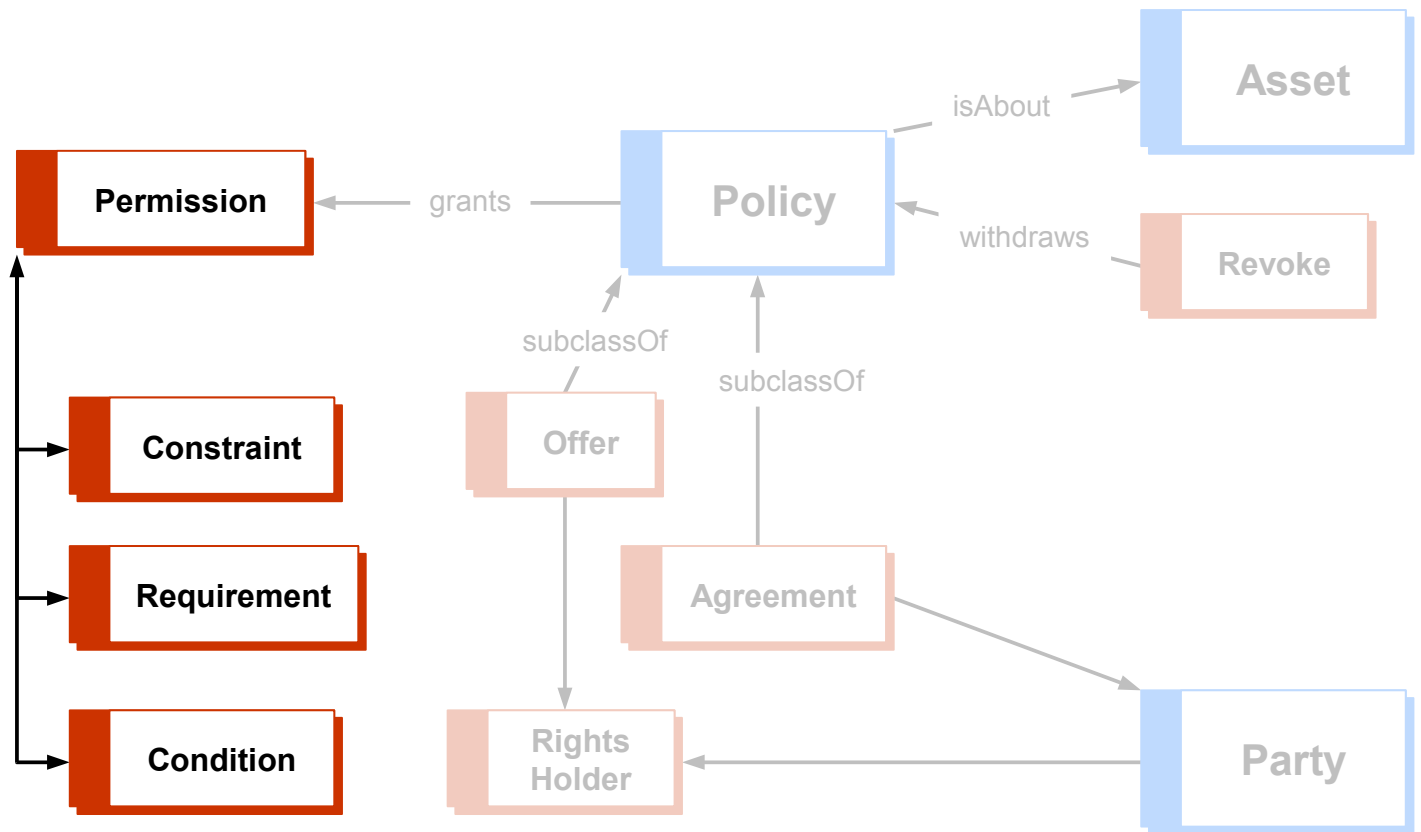 Asset
isAbout
Permission
grants
Policy
withdraws
Revoke
subclassOf
subclassOf
Constraint
Offer
Requirement
Agreement
Rights
Holder
Condition
Party